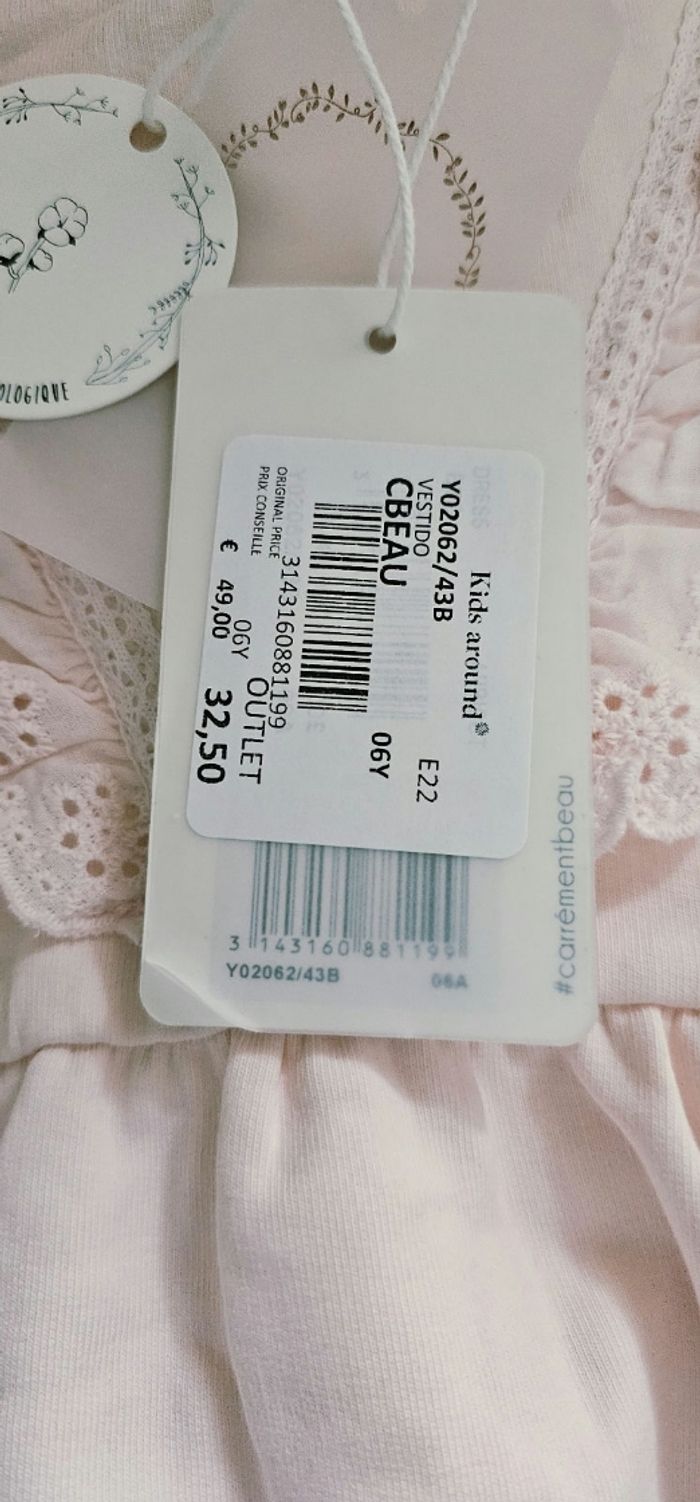 OLOGIQUE
Kids around
Y02062/43B
E22
VESTIDO
CBEAU
06Y
3143160881199
ORIGINAL PRICE
PRIX CONSEILLE
OUTLET
06Y
€ 49,00 32,50
3 143160 881199
Y02062/43B 06A
#carrémentbeau
DRESS